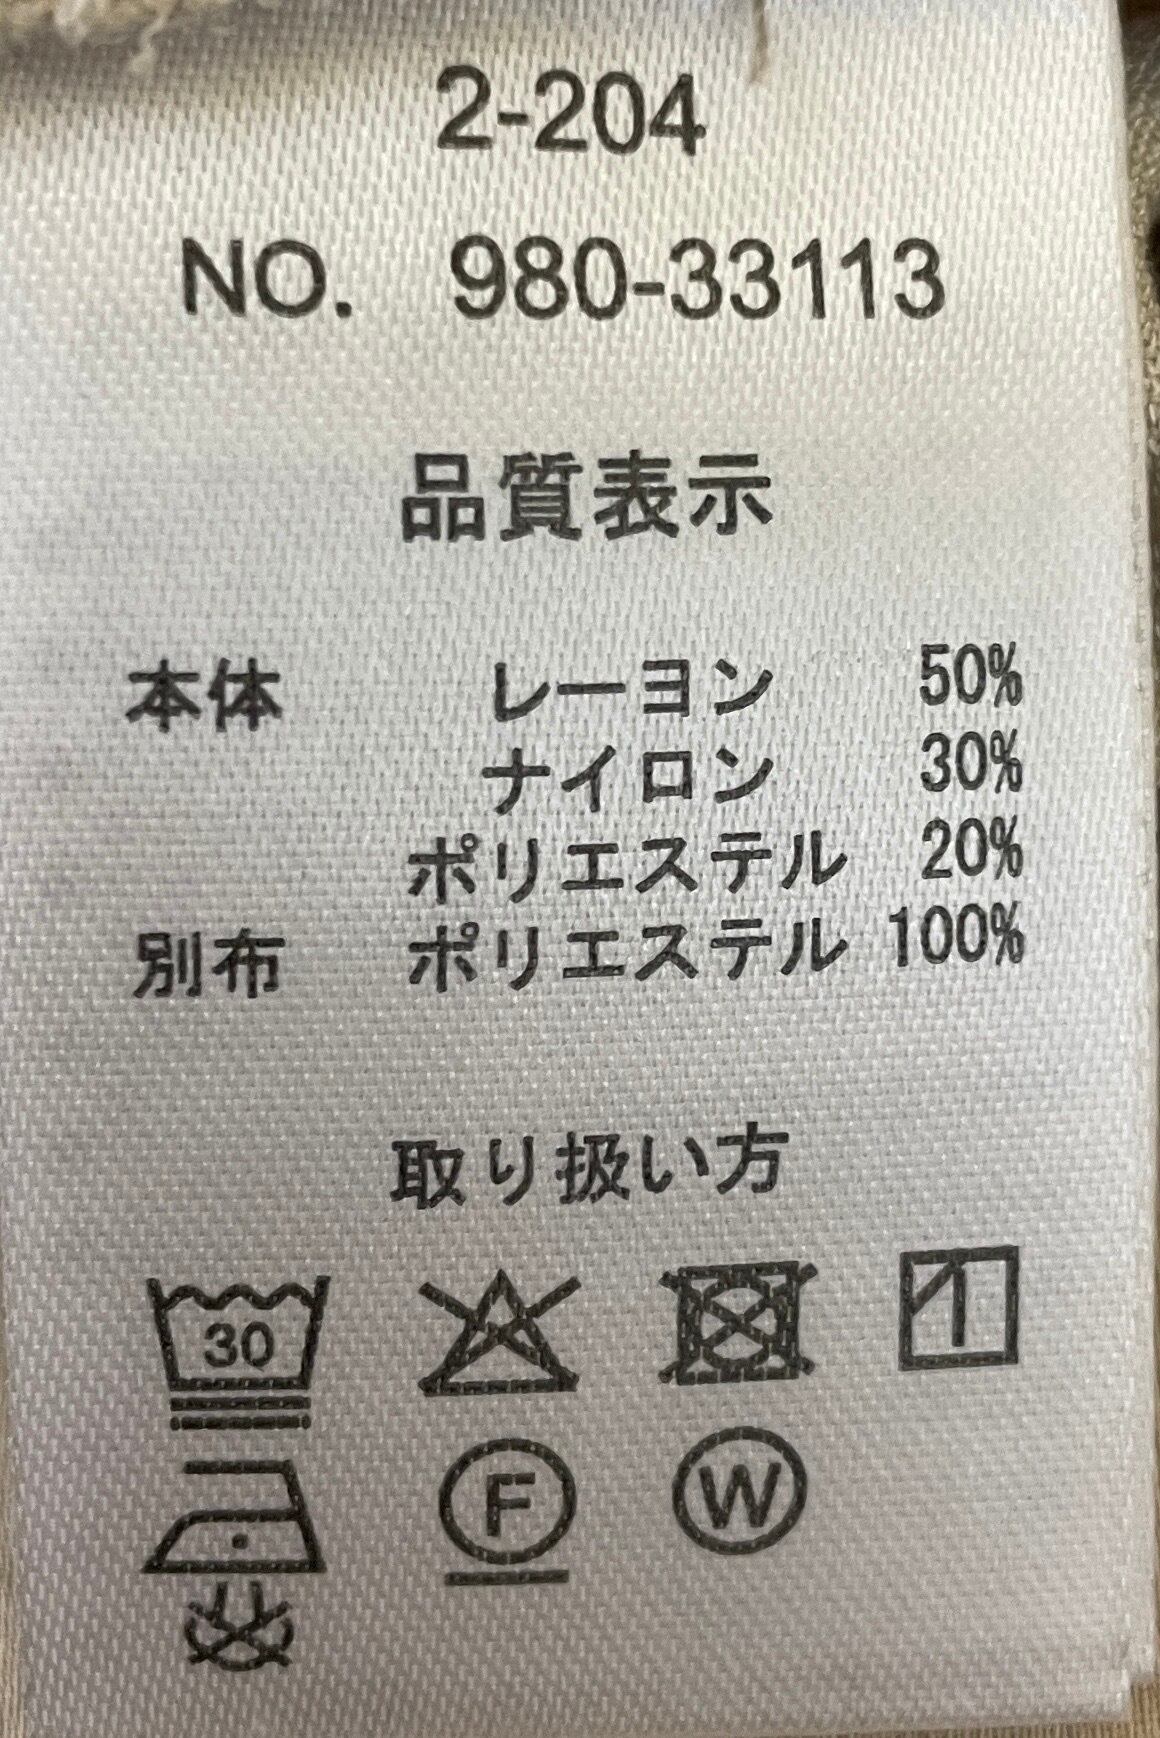 2-204
NO. 980-33113
品質表示
本体 レーヨン 50%
ナイロン 30%
ポリエステル 20%
別布 ポリエステル 100%
取り扱い方
30
F W